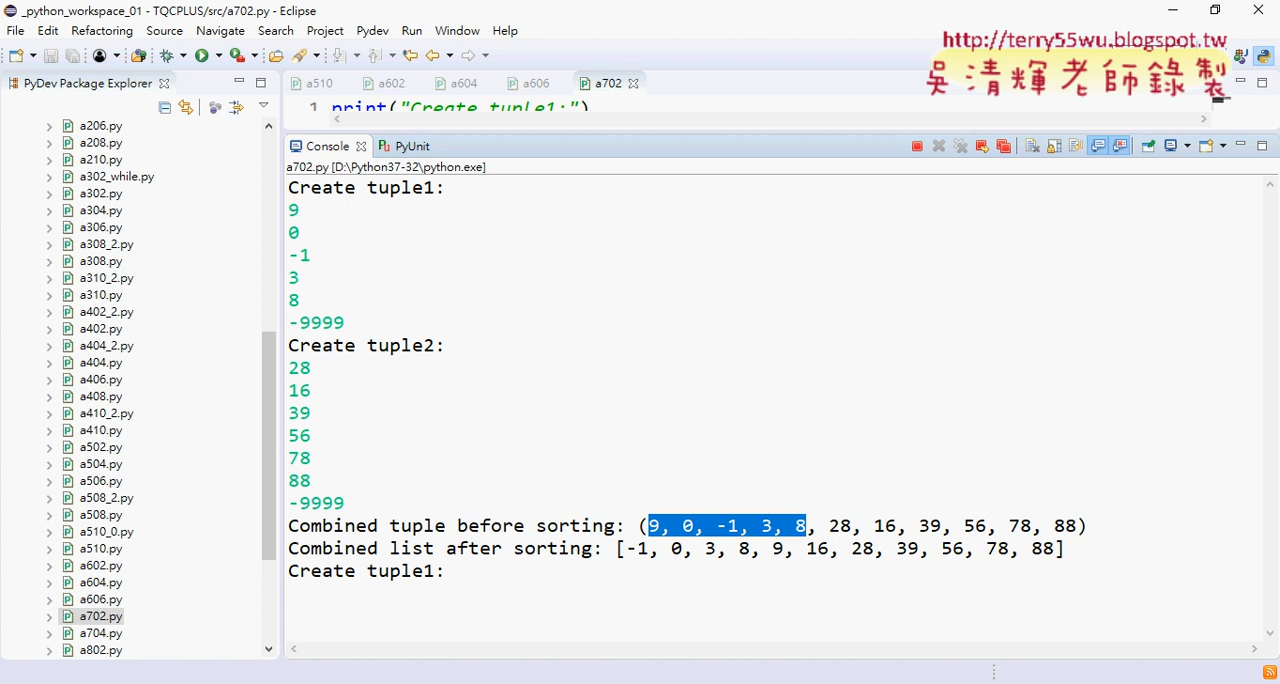 _python_workspace_01 - TQCPLUS/src/a702.py - Eclipse
File Edit Refactoring Source Navigate Search Project Pydev Run Window Help
http://terry55wu.blogspot.tw
吳清輝老師錄製
PyDev Package Explorer
a510 a602 a604 a606 a702
1 print("Create tuple1:")
Console PyUnit
a702.py [D:\Python37-32\python.exe]
a206.py
a208.py
a210.py
a302_while.py
a302.py
a304.py
a306.py
a308_2.py
a308.py
a310_2.py
a310.py
a402_2.py
a402.py
a404_2.py
a404.py
a406.py
a408.py
a410_2.py
a410.py
a502.py
a504.py
a506.py
a508_2.py
a508.py
a510_0.py
a510.py
a602.py
a604.py
a606.py
a702.py
a704.py
a802.py
Create tuple1:
9
0
-1
3
8
-9999
Create tuple2:
28
16
39
56
78
88
-9999
Combined tuple before sorting: (9, 0, -1, 3, 8, 28, 16, 39, 56, 78, 88)
Combined list after sorting: [-1, 0, 3, 8, 9, 16, 28, 39, 56, 78, 88]
Create tuple1: